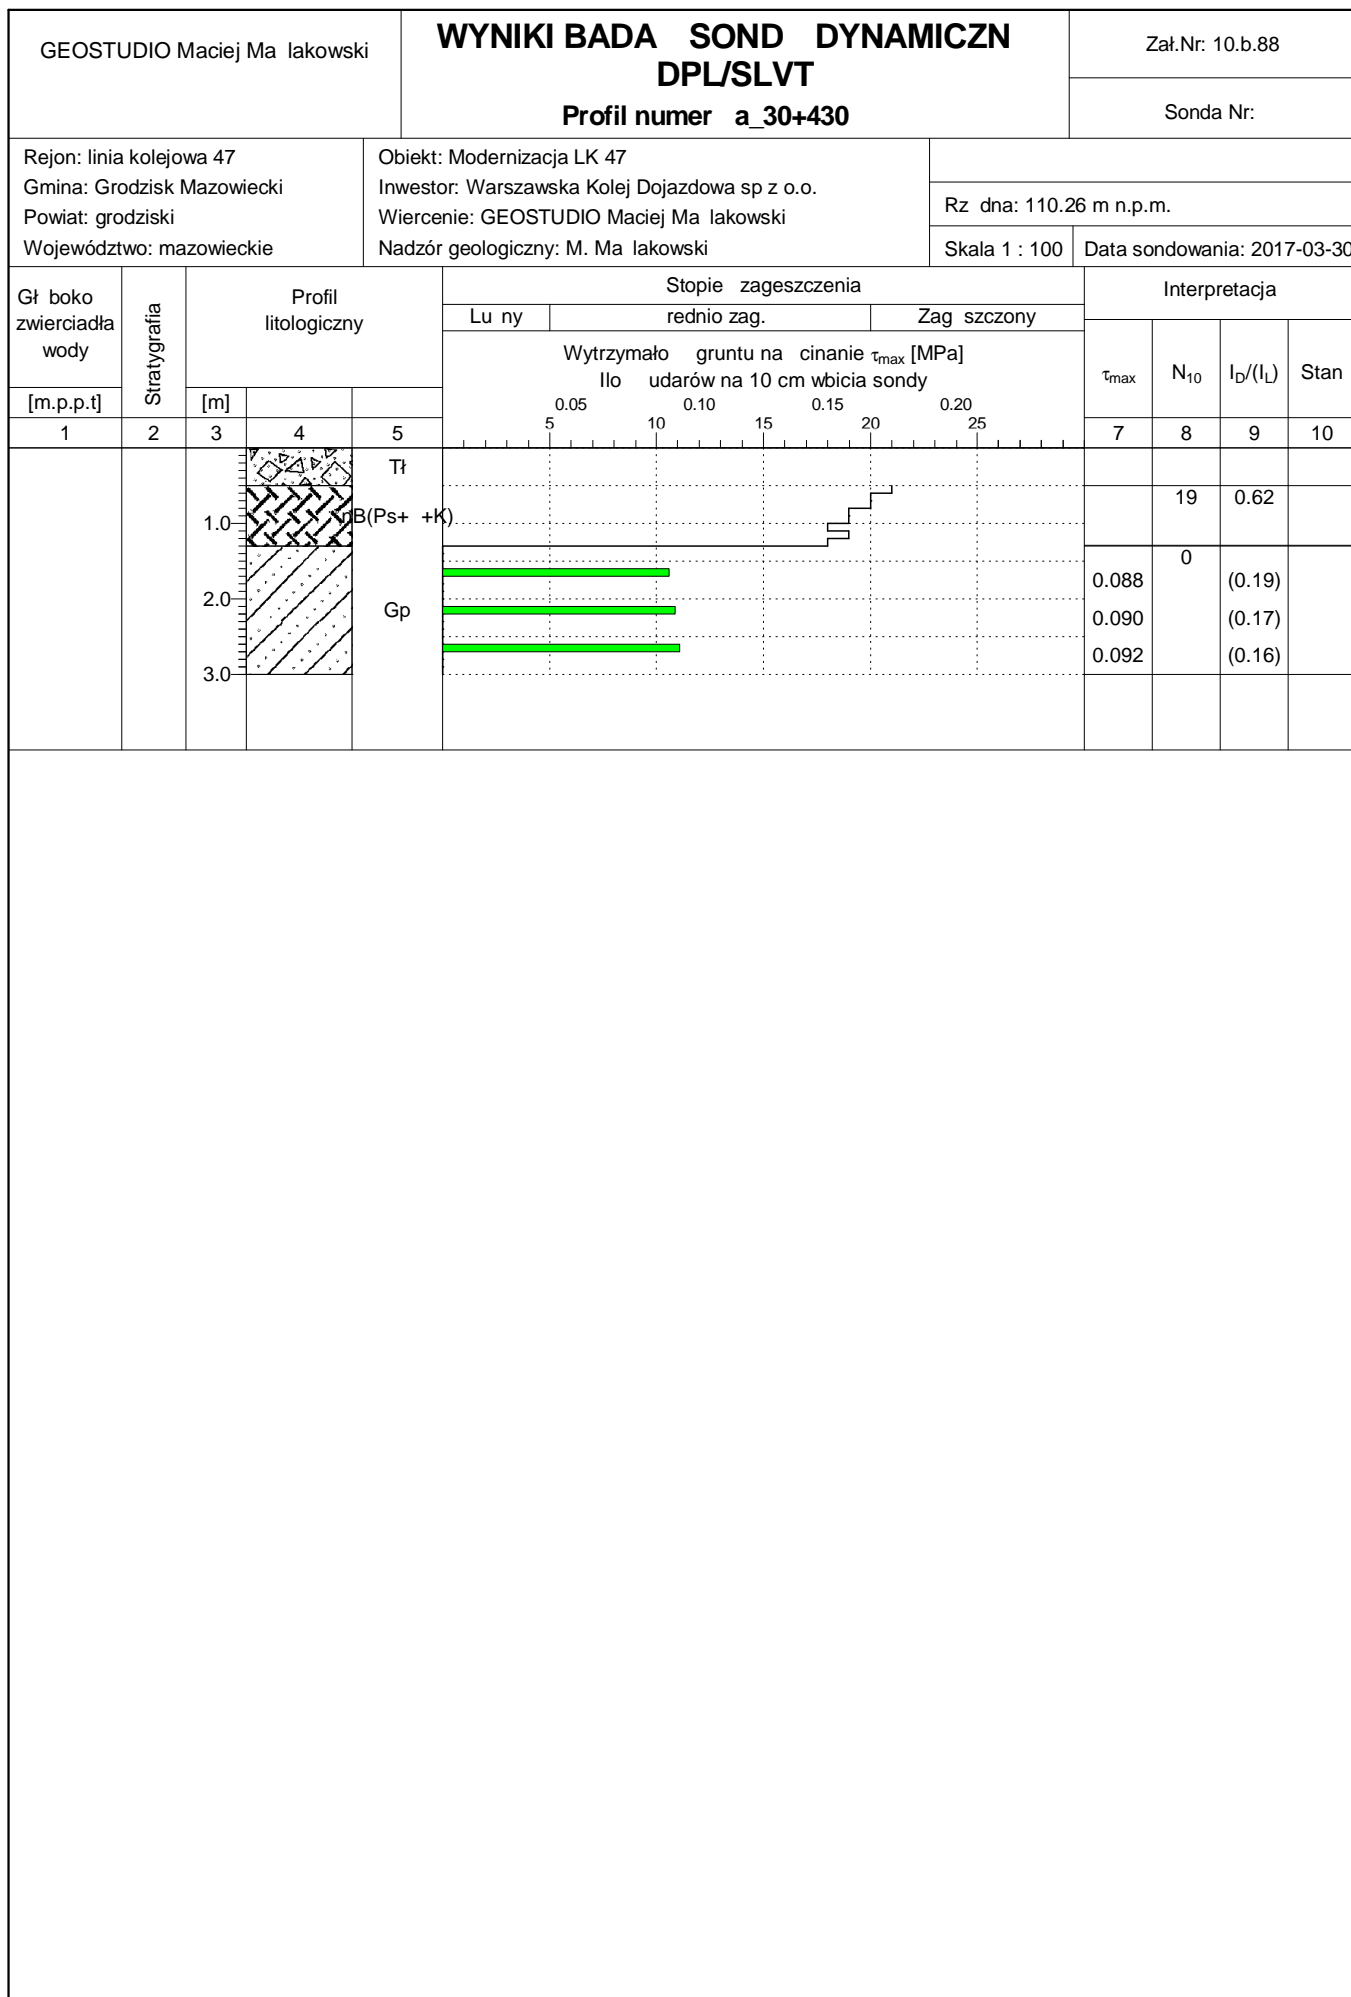 GEOSTUDIO Maciej Ma lakowski
WYNIKI BADA SOND DYNAMICZN
DPL/SLVT
Profil numer a_30+430
Zał.Nr: 10.b.88
Sonda Nr:
Rejon: linia kolejowa 47
Gmina: Grodzisk Mazowiecki
Powiat: grodziski
Województwo: mazowieckie
Obiekt: Modernizacja LK 47
Inwestor: Warszawska Kolej Dojazdowa sp z o.o.
Wiercenie: GEOSTUDIO Maciej Ma lakowski
Nadzór geologiczny: M. Ma lakowski
Rz dna: 110.26 m n.p.m.
Skala 1 : 100
Data sondowania: 2017-03-30
Gł boko
zwierciadła
wody
[m.p.p.t]
Stratygrafia
Profil
litologiczny
[m]
Stopie zageszczenia
Lu ny
rednio zag.
Zag szczony
Wytrzymało gruntu na cinanie τmax [MPa]
Ilo udarów na 10 cm wbicia sondy
0.05 0.10 0.15 0.20
5 10 15 20 25
Interpretacja
τmax N10 ID/(IL) Stan
1 2 3 4 5 7 8 9 10
Tł
19 0.62
1.0
nB(Ps+ +K)
0
0.088 (0.19)
2.0
Gp
0.090 (0.17)
0.092 (0.16)
3.0